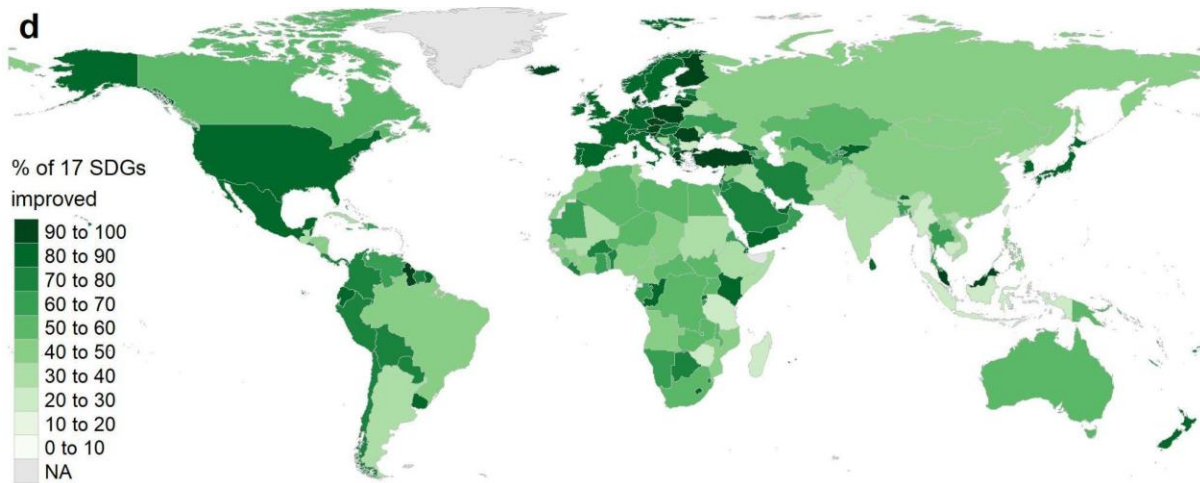 d
% of 17 SDGs
improved
90 to 100
80 to 90
70 to 80
60 to 70
50 to 60
40 to 50
30 to 40
20 to 30
10 to 20
0 to 10
NA